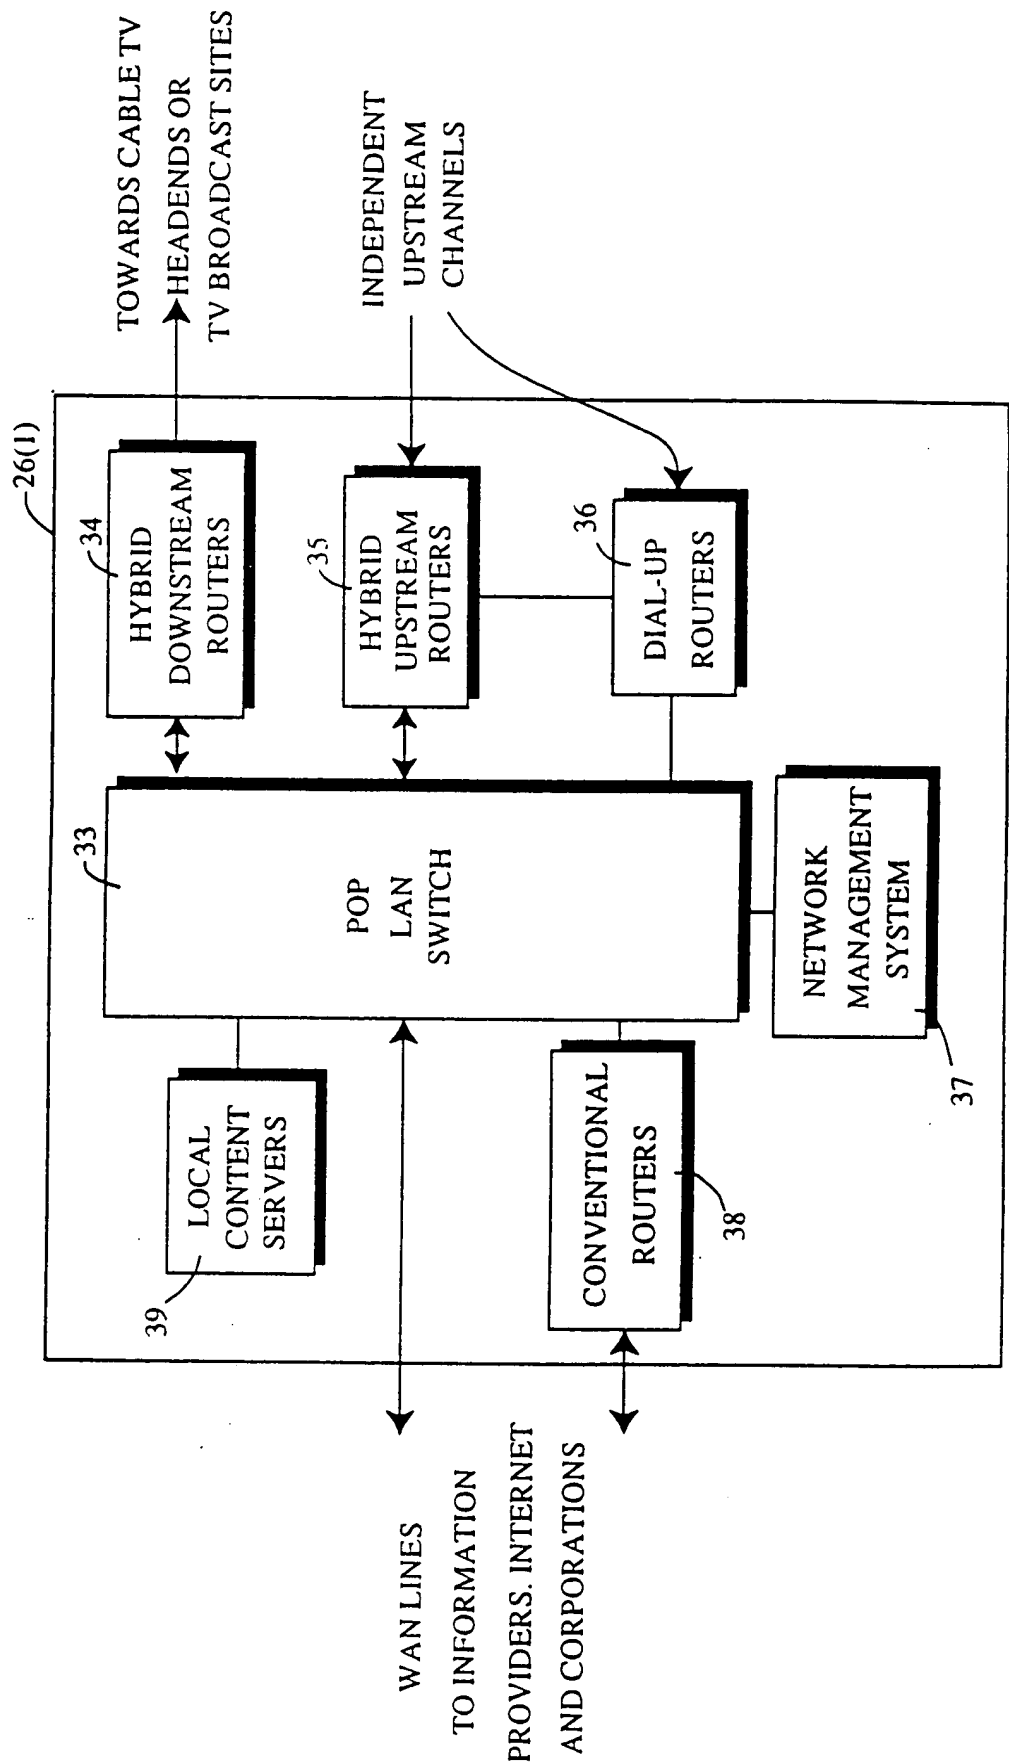 26(1)
TOWARDS CABLE TV
HEADENDS OR
TV BROADCAST SITES
34
HYBRID
DOWNSTREAM
ROUTERS
INDEPENDENT
UPSTREAM
CHANNELS
35
HYBRID
UPSTREAM
ROUTERS
36
DIAL-UP
ROUTERS
33
POP
LAN
SWITCH
NETWORK
MANAGEMENT
SYSTEM
37
LOCAL
CONTENT
SERVERS
39
CONVENTIONAL
ROUTERS
38
WAN LINES
TO INFORMATION
PROVIDERS. INTERNET
AND CORPORATIONS